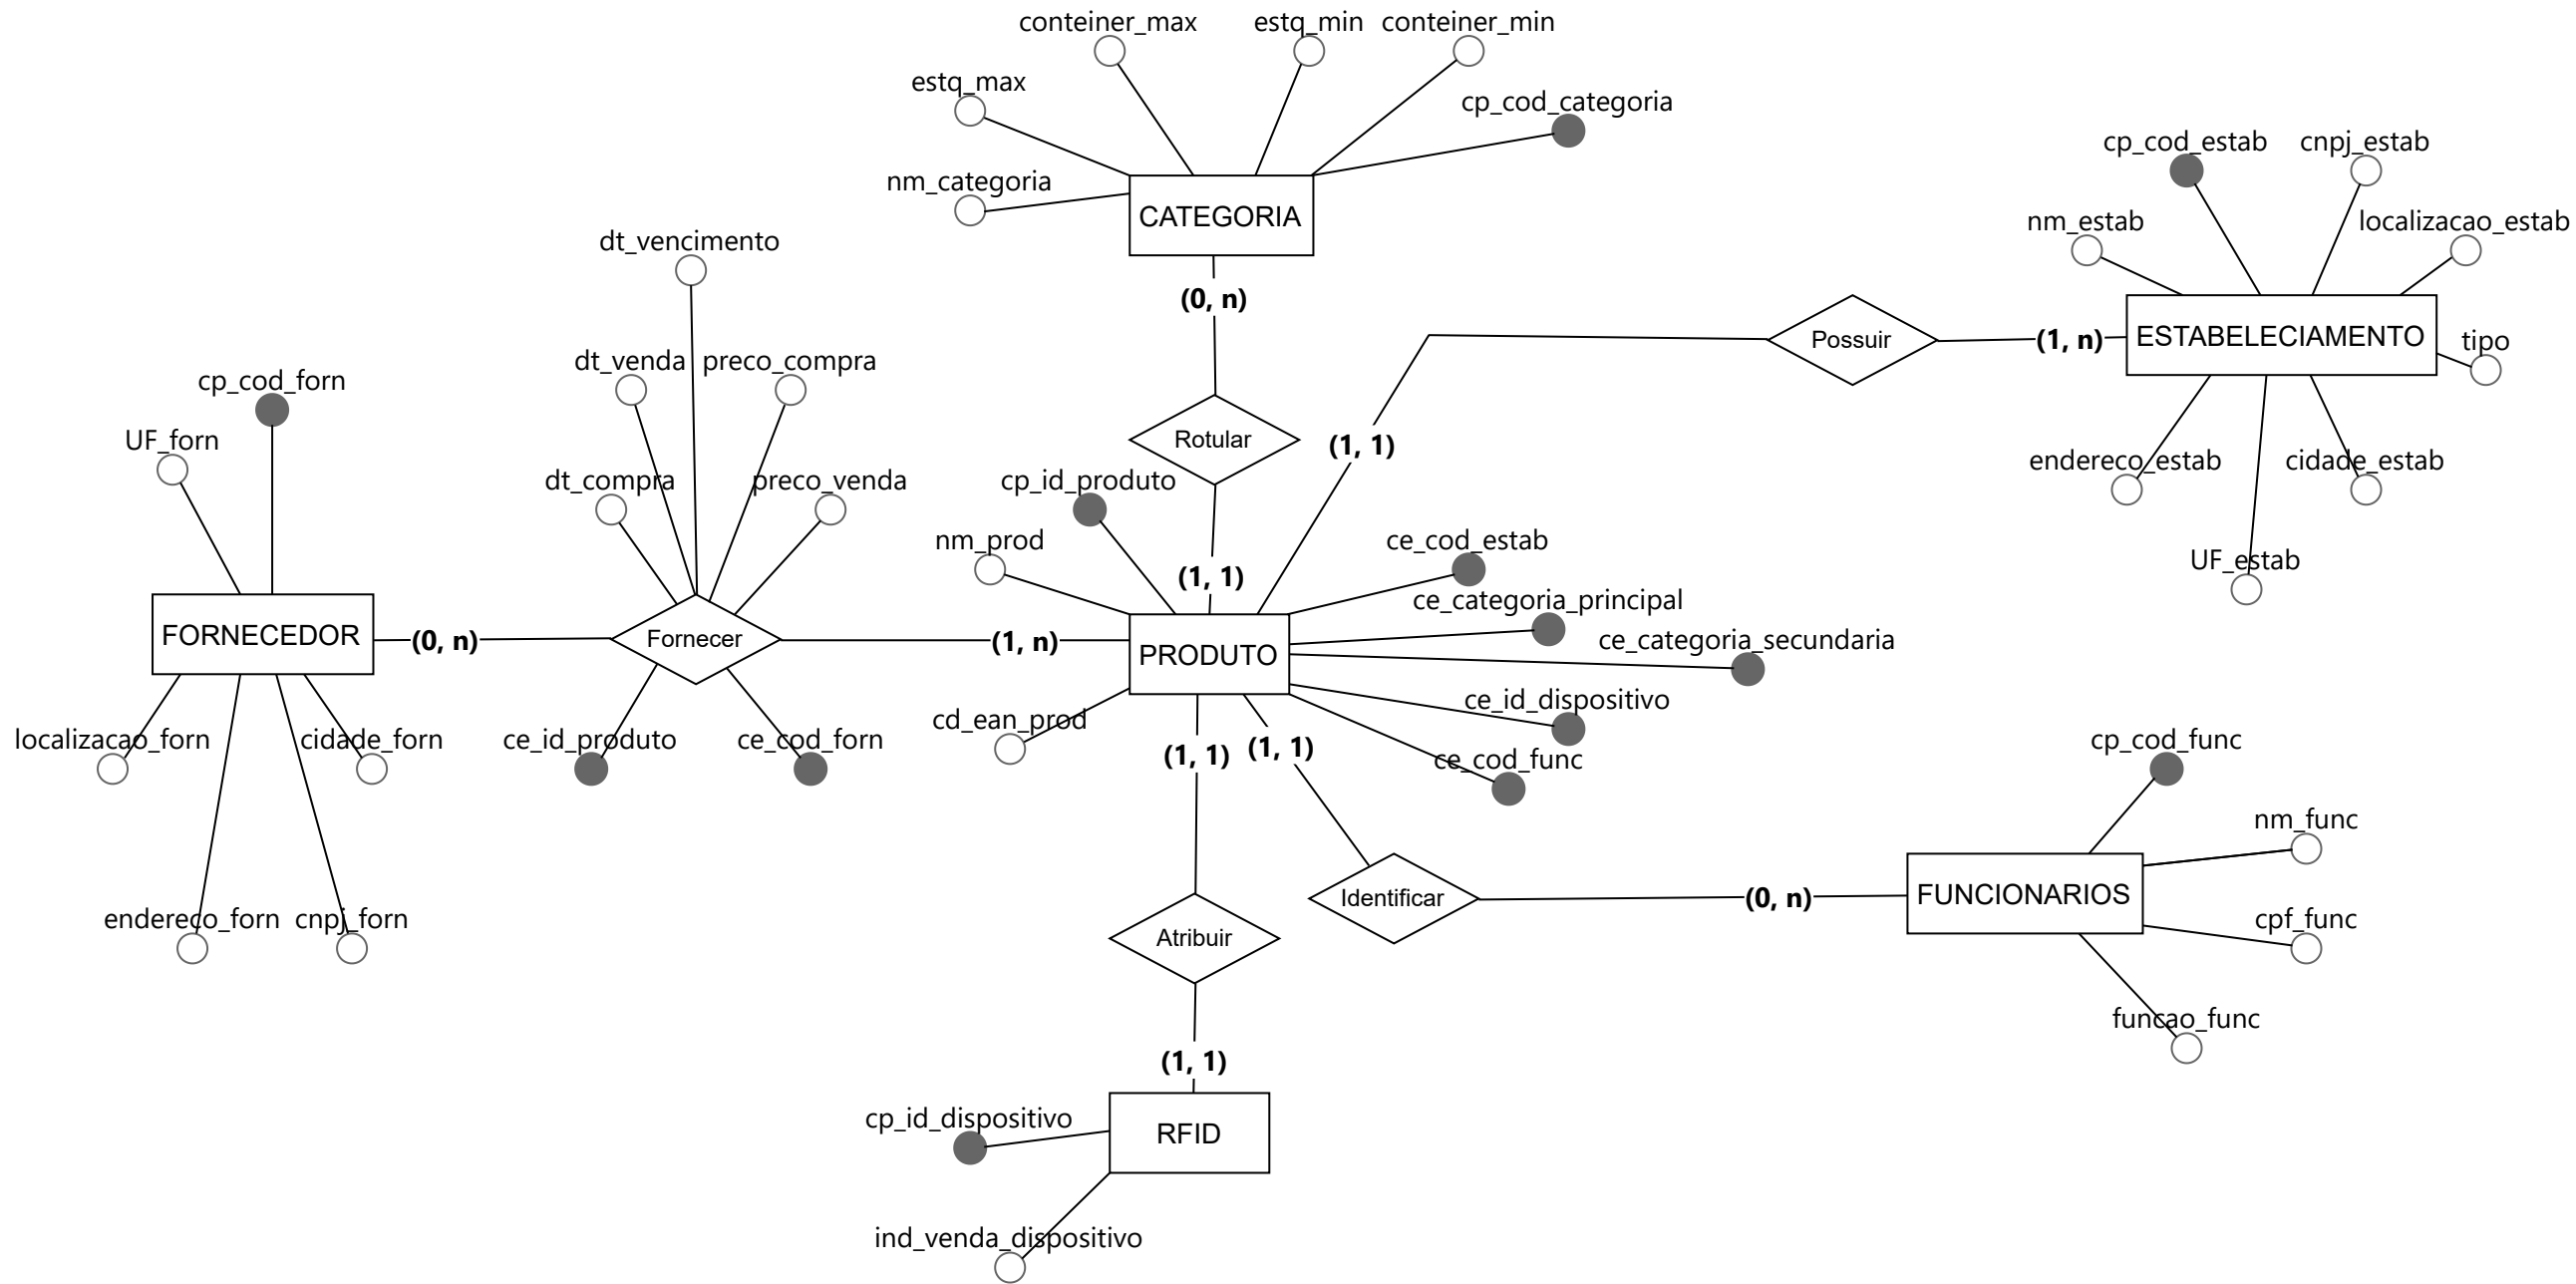 conteiner_max
estq_min
conteiner_min
estq_max
cp_cod_categoria
nm_categoria
CATEGORIA
(0, n)
Rotular
(1, 1)
cp_cod_estab
cnpj_estab
nm_estab
localizacao_estab
ESTABELECIAMENTO
tipo
endereco_estab
cidade_estab
UF_estab
(1, n)
Possuir
(1, 1)
dt_vencimento
dt_venda
preco_compra
dt_compra
preco_venda
cp_cod_forn
UF_forn
FORNECEDOR
(0, n)
Fornecer
(1, n)
localizacao_forn
cidade_forn
endereco_forn
cnpj_forn
ce_id_produto
ce_cod_forn
cp_id_produto
nm_prod
PRODUTO
cd_ean_prod
ce_cod_estab
ce_categoria_principal
ce_categoria_secundaria
ce_id_dispositivo
ce_cod_func
(1, 1)
(1, 1)
Atribuir
(1, 1)
Identificar
(0, n)
FUNCIONARIOS
cp_cod_func
nm_func
cpf_func
funcao_func
RFID
cp_id_dispositivo
ind_venda_dispositivo